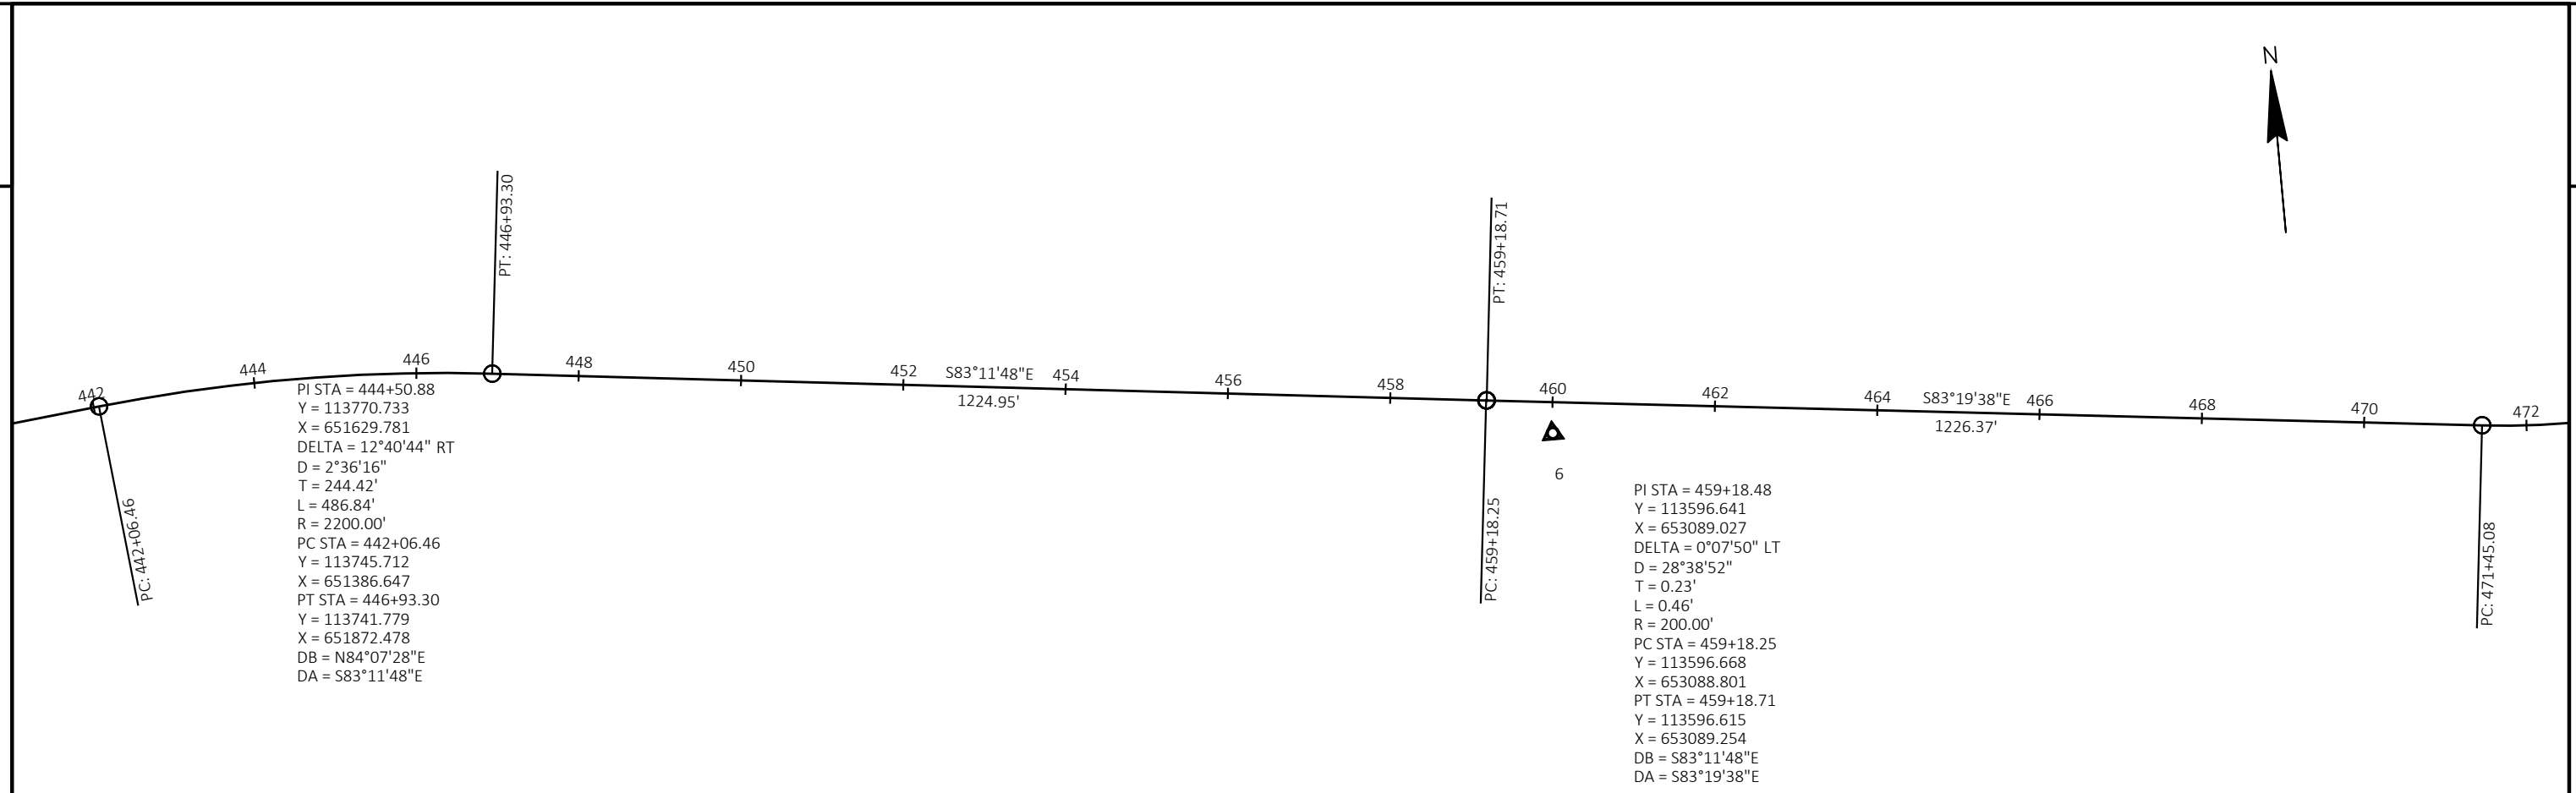 N
PT: 446+93.30
PT: 459+18.71
442
444
446
448
450
452
S83°11'48"E
454
456
458
460
462
464
S83°19'38"E
466
468
470
472
1224.95'
1226.37'
6
PI STA = 444+50.88
Y = 113770.733
X = 651629.781
DELTA = 12°40'44" RT
D = 2°36'16"
T = 244.42'
L = 486.84'
R = 2200.00'
PC STA = 442+06.46
Y = 113745.712
X = 651386.647
PT STA = 446+93.30
Y = 113741.779
X = 651872.478
DB = N84°07'28"E
DA = S83°11'48"E
PC: 442+06.46
PC: 459+18.25
PI STA = 459+18.48
Y = 113596.641
X = 653089.027
DELTA = 0°07'50" LT
D = 28°38'52"
T = 0.23'
L = 0.46'
R = 200.00'
PC STA = 459+18.25
Y = 113596.668
X = 653088.801
PT STA = 459+18.71
Y = 113596.615
X = 653089.254
DB = S83°11'48"E
DA = S83°19'38"E
PC: 471+45.08